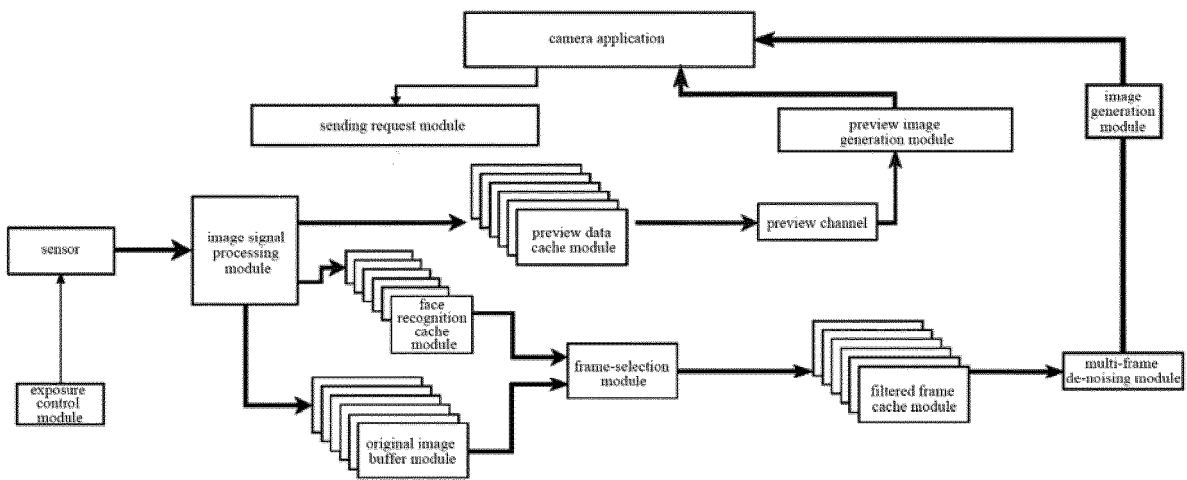 camera application
sending request module
preview image
generation module
image
generation
module
sensor
image signal
processing
module
preview data
cache module
preview channel
face
recognition
cache
module
frame-selection
module
exposure
control
module
original image
buffer module
filtered frame
cache module
multi-frame
de-noising module